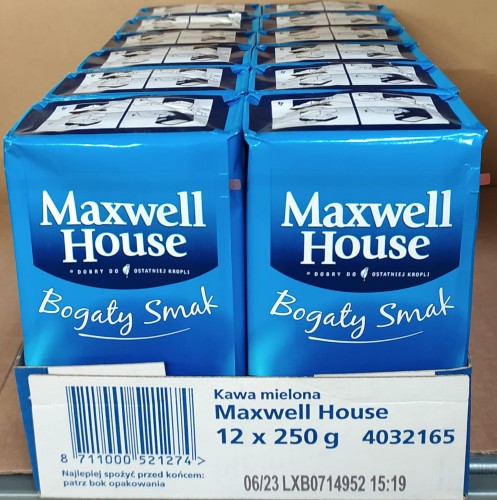 Maxwell
House
DOBRY DO OSTATNIEJ KROPLI
Bogaty Smak
Maxwell
House
DOBRY DO OSTATNIEJ KROPLI
Bogaty Smak
8 711000 521274 >
Najlepiej spożyć przed końcem:
patrz bok opakowania
Kawa mielona
Maxwell House
12 x 250 g 4032165
06/23 LXB0714952 15:19